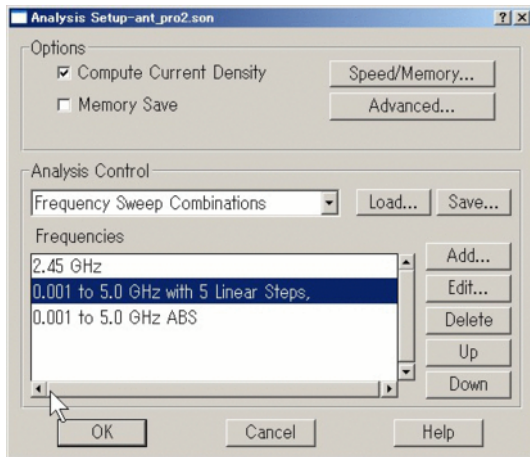 Analysis Setup-ant_pro2.son
Options
Compute Current Density
Speed/Memory...
Memory Save
Advanced...
Analysis Control
Frequency Sweep Combinations
Load...
Save...
Frequencies
2.45 GHz
0.001 to 5.0 GHz with 5 Linear Steps,
0.001 to 5.0 GHz ABS
Add...
Edit...
Delete
Up
Down
OK
Cancel
Help